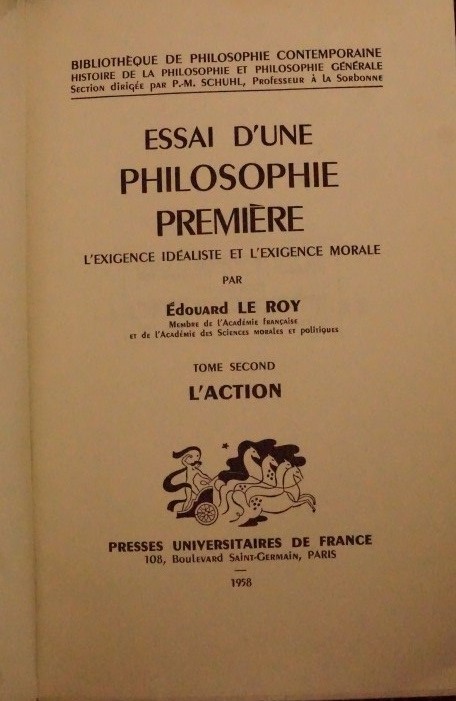 BIBLIOTHÈQUE DE PHILOSOPHIE CONTEMPORAINE
HISTOIRE DE LA PHILOSOPHIE ET PHILOSOPHIE GÉNÉRALE
Section dirigée par P.-M. SCHUHL, Professeur à la Sorbonne
ESSAI D'UNE
PHILOSOPHIE
PREMIÈRE
L'EXIGENCE IDÉALISTE ET L'EXIGENCE MORALE
PAR
Édouard LE ROY
Membre de l'Académie française
et de l'Académie des Sciences morales et politiques
TOME SECOND
L'ACTION
PRESSES UNIVERSITAIRES DE FRANCE
108, Boulevard Saint-Germain, PARIS
—
1958